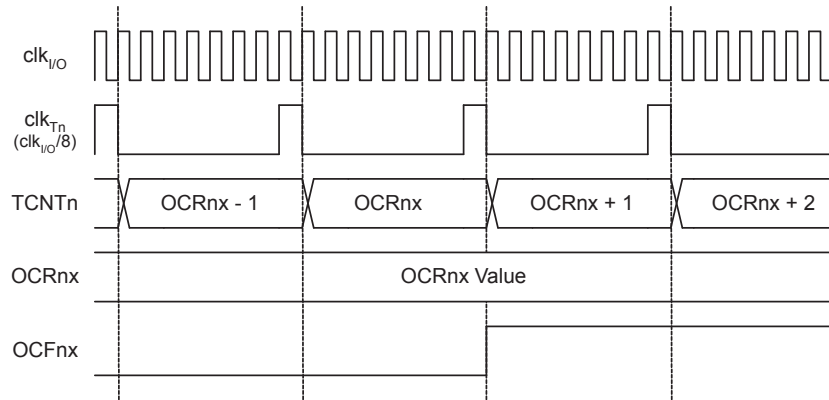 clkI/O
clkTn
(clkI/O/8)
TCNTn OCRnx - 1 OCRnx OCRnx + 1 OCRnx + 2
OCRnx OCRnx Value
OCFnx